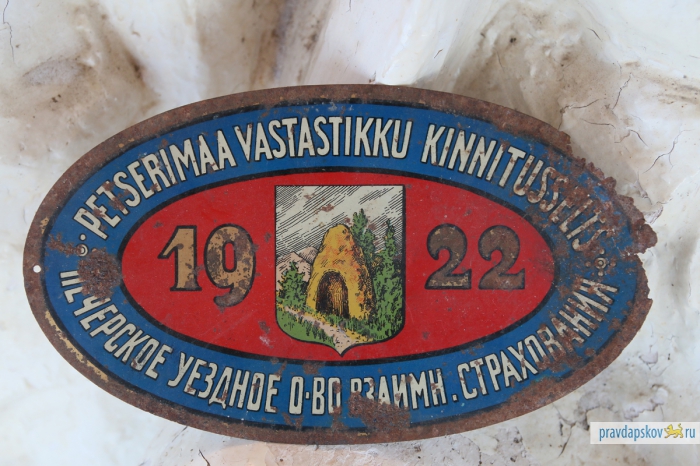 PETSERIMAA VASTASTIKKU KINNITUSSELTS
1922
ПЕЧЕРСКОЕ УЕЗДНОЕ О-ВО ВЗАИМН. СТРАХОВАНИЯ
pravdapskov.ru